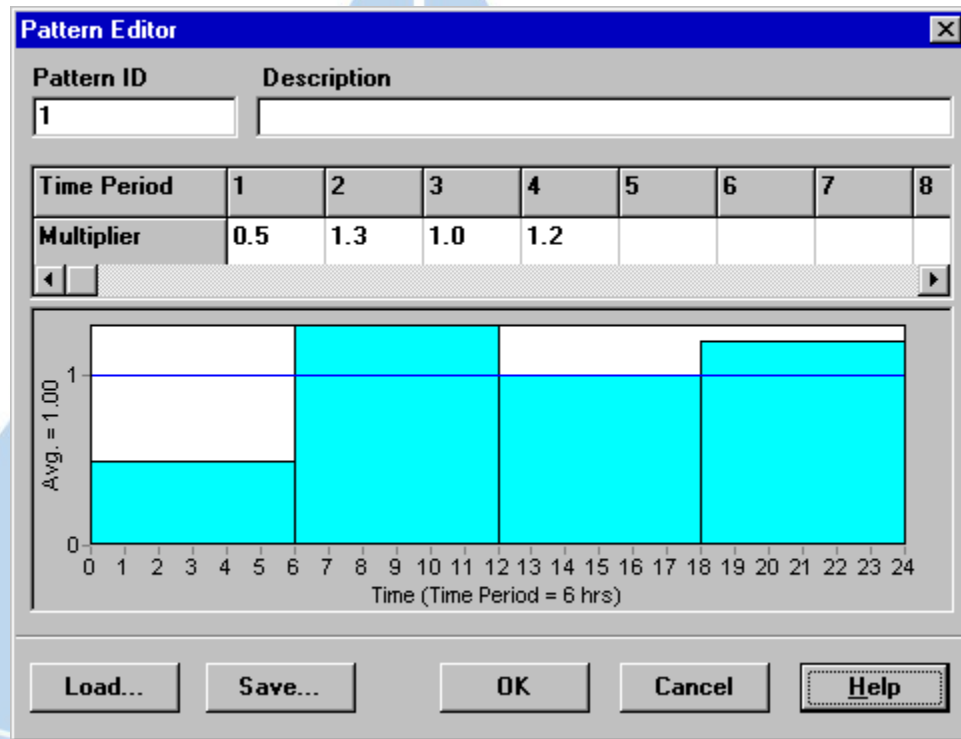 Pattern Editor
Pattern ID Description
1
Time Period 1 2 3 4 5 6 7 8
Multiplier 0.5 1.3 1.0 1.2
Avg. = 1.00
1
0
0 1 2 3 4 5 6 7 8 9 10 11 12 13 14 15 16 17 18 19 20 21 22 23 24
Time (Time Period = 6 hrs)
Load... Save... OK Cancel Help